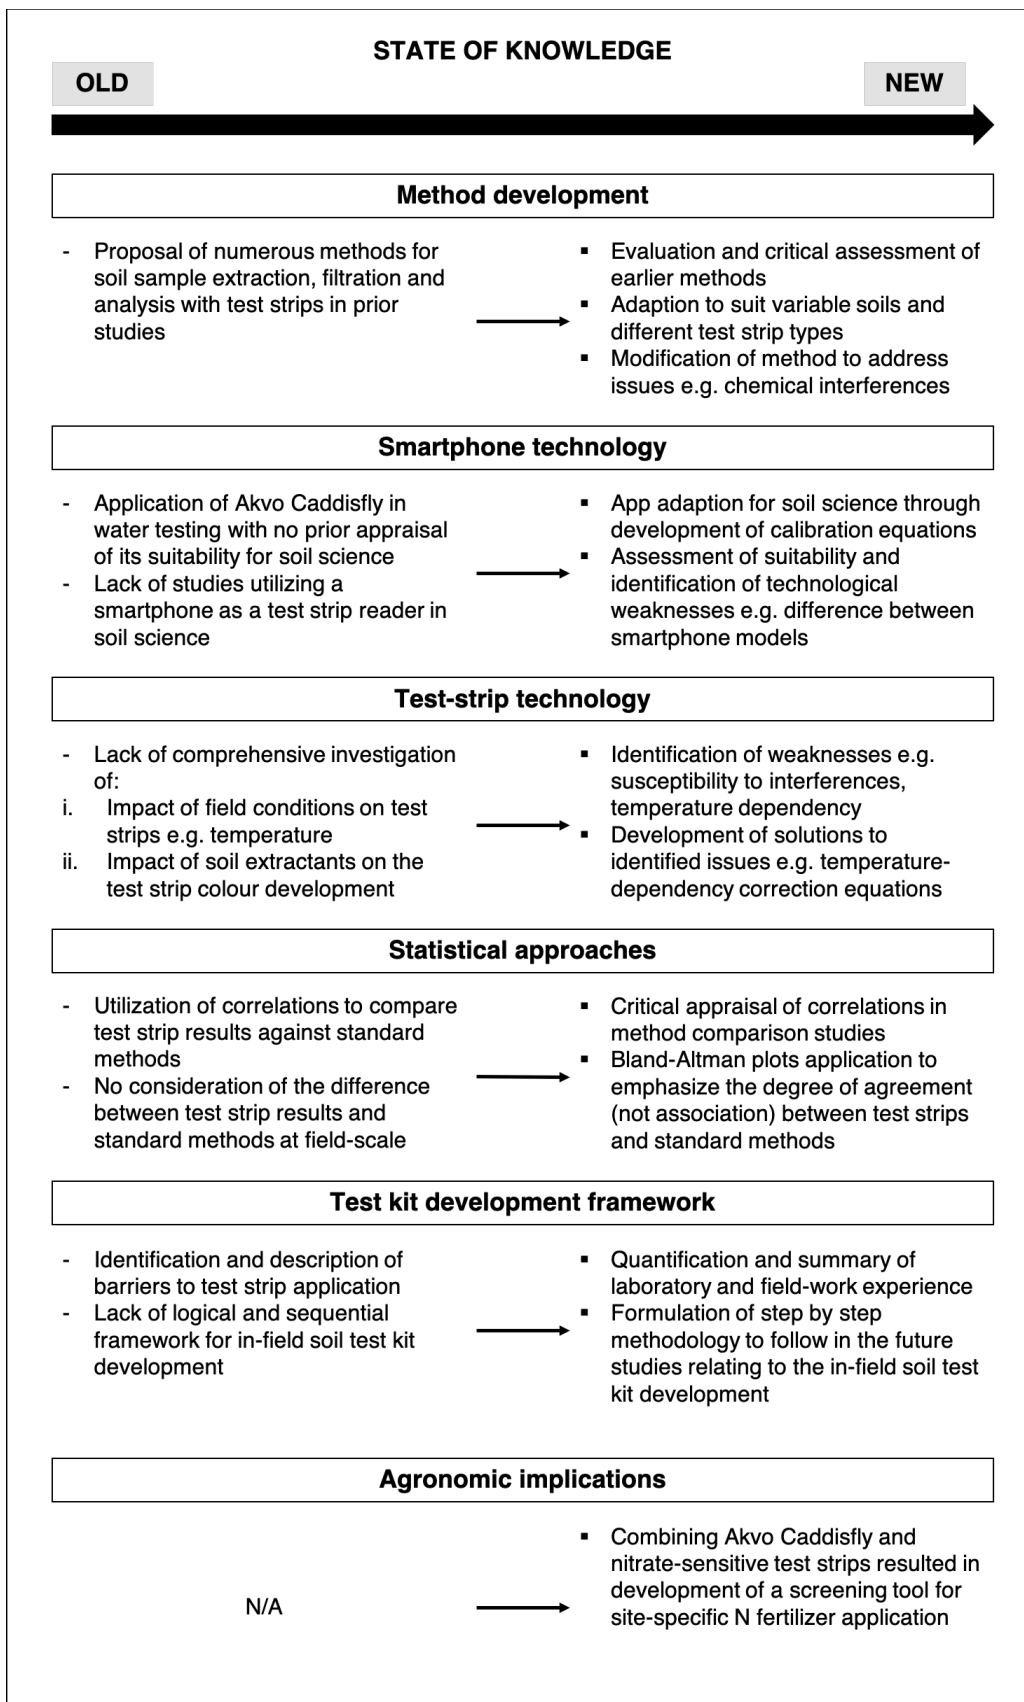 STATE OF KNOWLEDGE
OLD
NEW
Method development
- Proposal of numerous methods for
soil sample extraction, filtration and
analysis with test strips in prior
studies
▪ Evaluation and critical assessment of
earlier methods
▪ Adaption to suit variable soils and
different test strip types
▪ Modification of method to address
issues e.g. chemical interferences
Smartphone technology
- Application of Akvo Caddisfly in
water testing with no prior appraisal
of its suitability for soil science
- Lack of studies utilizing a
smartphone as a test strip reader in
soil science
▪ App adaption for soil science through
development of calibration equations
▪ Assessment of suitability and
identification of technological
weaknesses e.g. difference between
smartphone models
Test-strip technology
- Lack of comprehensive investigation
of:
i. Impact of field conditions on test
strips e.g. temperature
ii. Impact of soil extractants on the
test strip colour development
▪ Identification of weaknesses e.g.
susceptibility to interferences,
temperature dependency
▪ Development of solutions to
identified issues e.g. temperature-
dependency correction equations
Statistical approaches
- Utilization of correlations to compare
test strip results against standard
methods
- No consideration of the difference
between test strip results and
standard methods at field-scale
▪ Critical appraisal of correlations in
method comparison studies
▪ Bland-Altman plots application to
emphasize the degree of agreement
(not association) between test strips
and standard methods
Test kit development framework
- Identification and description of
barriers to test strip application
- Lack of logical and sequential
framework for in-field soil test kit
development
▪ Quantification and summary of
laboratory and field-work experience
▪ Formulation of step by step
methodology to follow in the future
studies relating to the in-field soil test
kit development
Agronomic implications
N/A
▪ Combining Akvo Caddisfly and
nitrate-sensitive test strips resulted in
development of a screening tool for
site-specific N fertilizer application